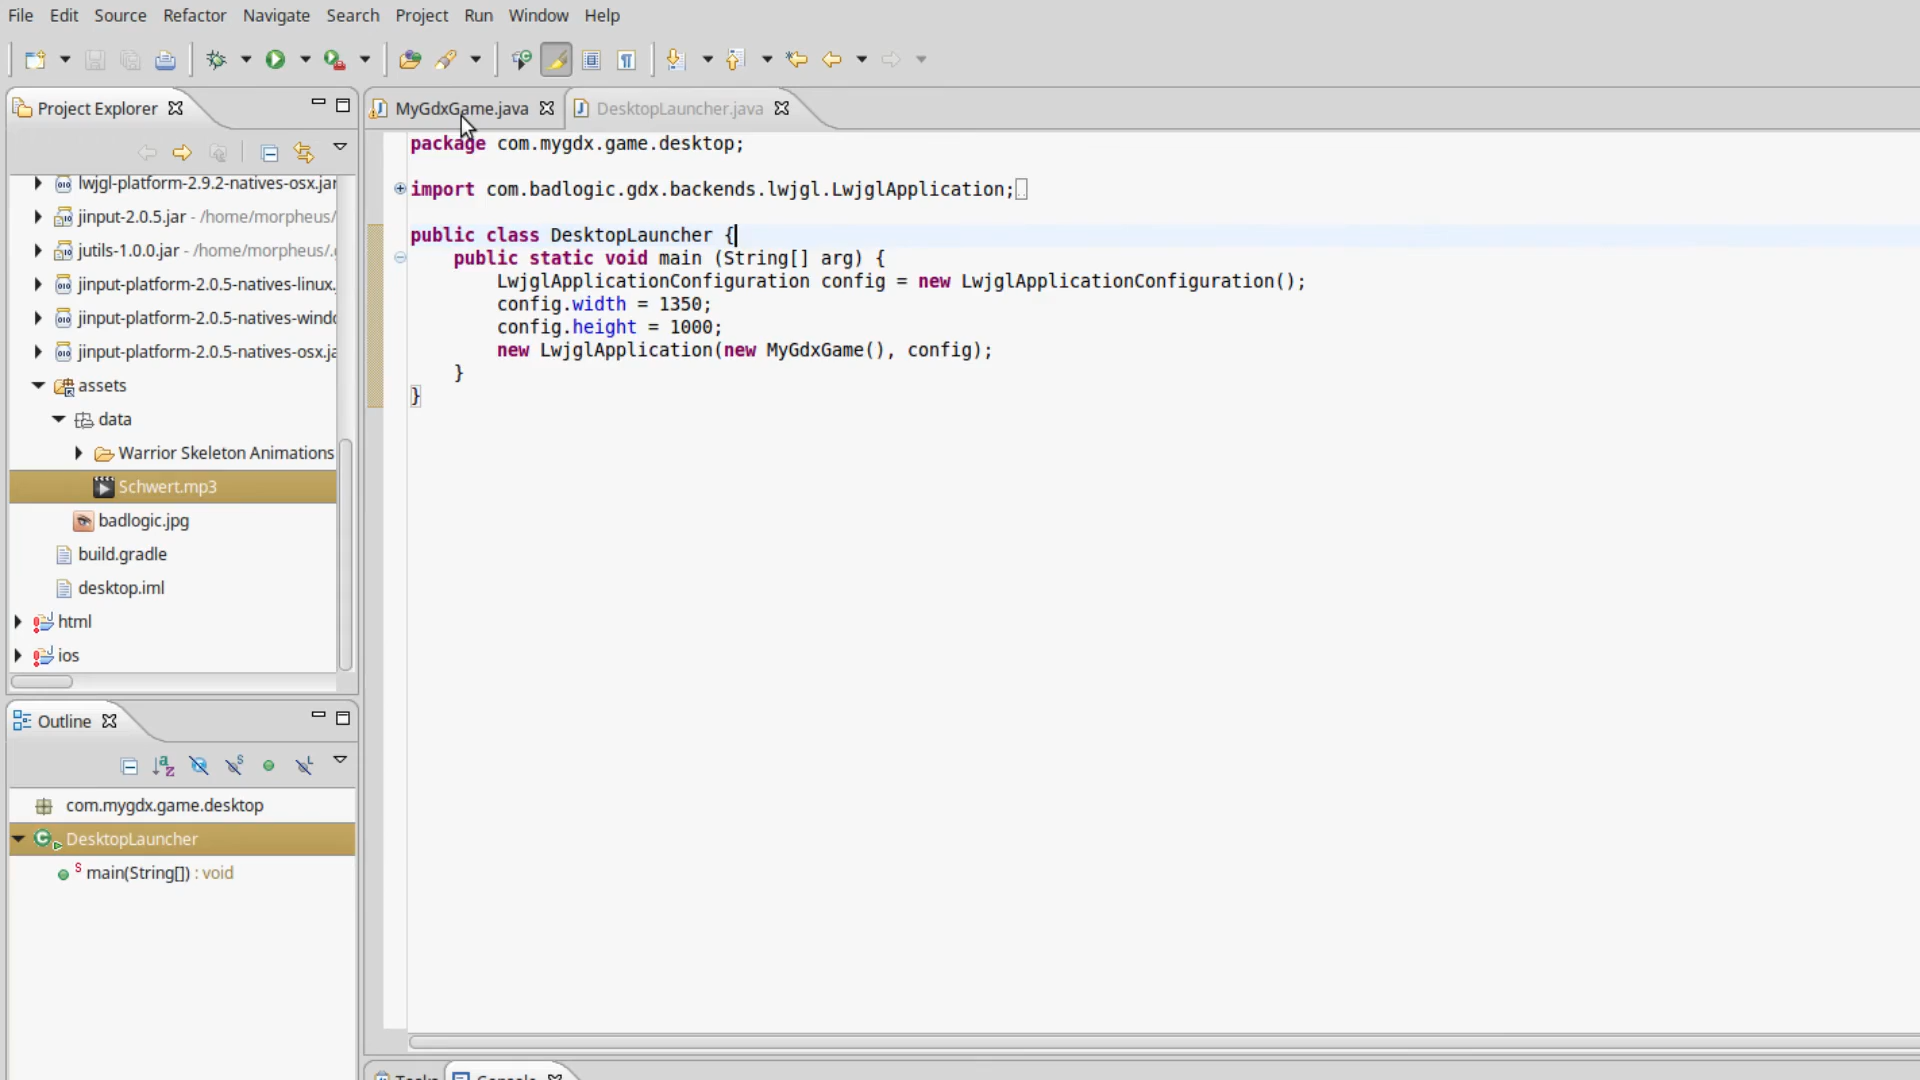 File Edit Source Refactor Navigate Search Project Run Window Help
Project Explorer
MyGdxGame.java
DesktopLauncher.java
lwjgl-platform-2.9.2-natives-osx.jar
jinput-2.0.5.jar - /home/morpheus/
jutils-1.0.0.jar - /home/morpheus/.
jinput-platform-2.0.5-natives-linux.
jinput-platform-2.0.5-natives-windo
jinput-platform-2.0.5-natives-osx.ja
assets
data
Warrior Skeleton Animations
Schwert.mp3
badlogic.jpg
build.gradle
desktop.iml
html
ios
package com.mygdx.game.desktop;
import com.badlogic.gdx.backends.lwjgl.LwjglApplication;
public class DesktopLauncher {
public static void main (String[] arg) {
LwjglApplicationConfiguration config = new LwjglApplicationConfiguration();
config.width = 1350;
config.height = 1000;
new LwjglApplication(new MyGdxGame(), config);
}
}
Outline
com.mygdx.game.desktop
DesktopLauncher
main(String[]) : void
Tasks
Console